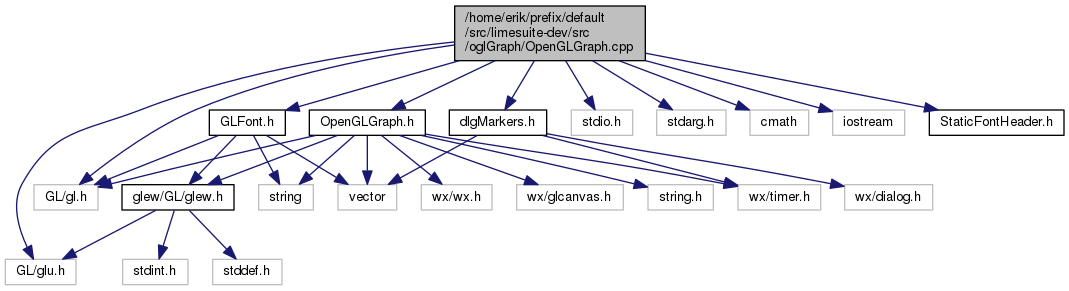 /home/erik/prefix/default
/src/limesuite-dev/src
/oglGraph/OpenGLGraph.cpp
GLFont.h
OpenGLGraph.h
dlgMarkers.h
stdio.h
stdarg.h
cmath
iostream
StaticFontHeader.h
GL/gl.h
glew/GL/glew.h
string
vector
wx/wx.h
wx/glcanvas.h
string.h
wx/timer.h
wx/dialog.h
GL/glu.h
stdint.h
stddef.h